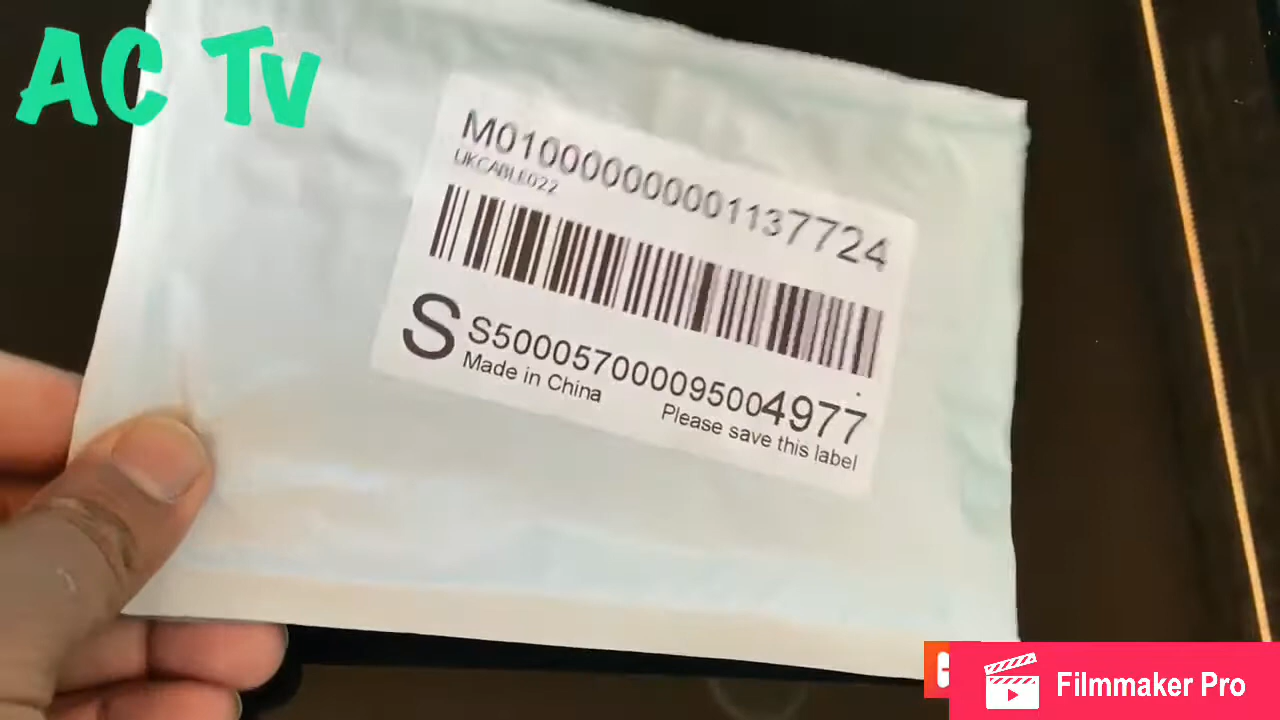 AC Tv
M010000000001137724
UKCABLE022
S S500057000095004977
Made in China
Please save this label
Filmmaker Pro